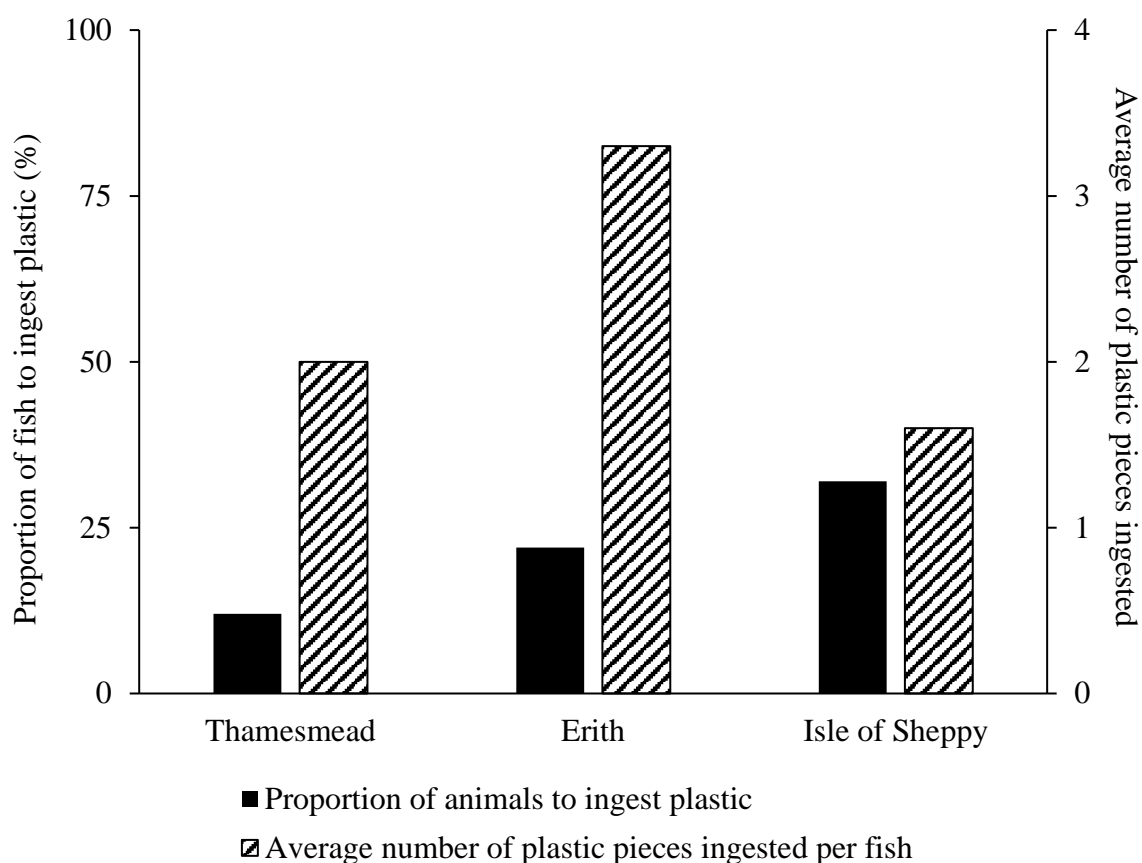 Proportion of fish to ingest plastic (%)
100
75
50
25
0
4
3
2
1
0
Average number of plastic pieces ingested
Thamesmead
Erith
Isle of Sheppy
Proportion of animals to ingest plastic
Average number of plastic pieces ingested per fish